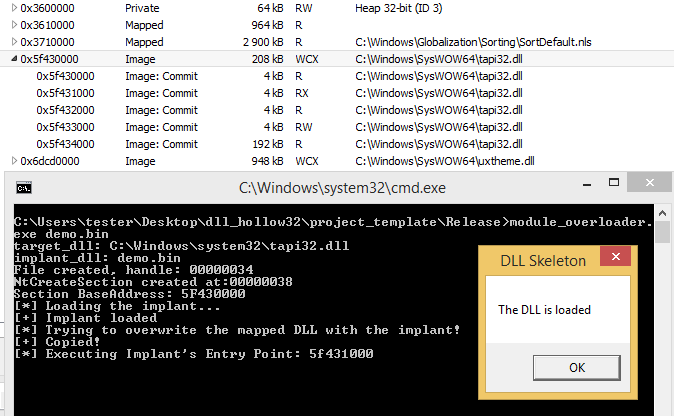 0x3600000 Private 64 kB RW Heap 32-bit (ID 3)
0x3610000 Mapped 964 kB R
0x3710000 Mapped 2 900 kB R C:\Windows\Globalization\Sorting\SortDefault.nls
0x5f430000 Image 208 kB WCX C:\Windows\SysWOW64\tapi32.dll
0x5f430000 Image: Commit 4 kB R C:\Windows\SysWOW64\tapi32.dll
0x5f431000 Image: Commit 4 kB RX C:\Windows\SysWOW64\tapi32.dll
0x5f432000 Image: Commit 4 kB R C:\Windows\SysWOW64\tapi32.dll
0x5f433000 Image: Commit 4 kB RW C:\Windows\SysWOW64\tapi32.dll
0x5f434000 Image: Commit 192 kB R C:\Windows\SysWOW64\tapi32.dll
0x6dcd0000 Image 948 kB WCX C:\Windows\SysWOW64\uxtheme.dll
C:\Windows\system32\cmd.exe
C:\Users\tester\Desktop\dll_hollow32\project_template\Release>module_overloader.
exe demo.bin
target_dll: C:\Windows\system32\tapi32.dll
implant_dll: demo.bin
File created, handle: 00000034
NtCreateSection created at:00000038
Section BaseAddress: 5F430000
[*] Loading the implant...
[+] Implant loaded
[*] Trying to overwrite the mapped DLL with the implant!
[+] Copied!
[*] Executing Implant's Entry Point: 5f431000
DLL Skeleton
The DLL is loaded
OK